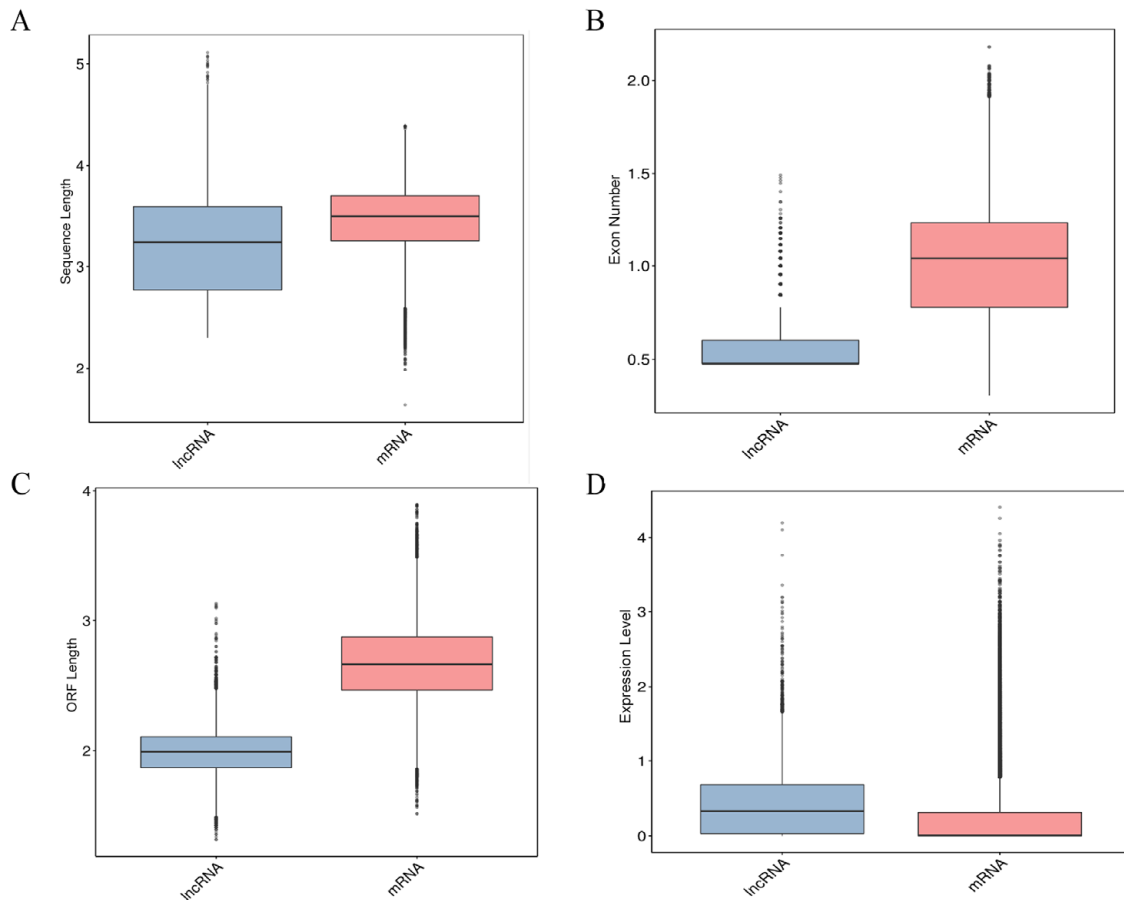 A
Sequence Length
5
4
3
2
lncRNA
mRNA
B
Exon Number
2.0
1.5
1.0
0.5
lncRNA
mRNA
C
ORF Length
4
3
2
lncRNA
mRNA
D
Expression Level
4
3
2
1
0
lncRNA
mRNA